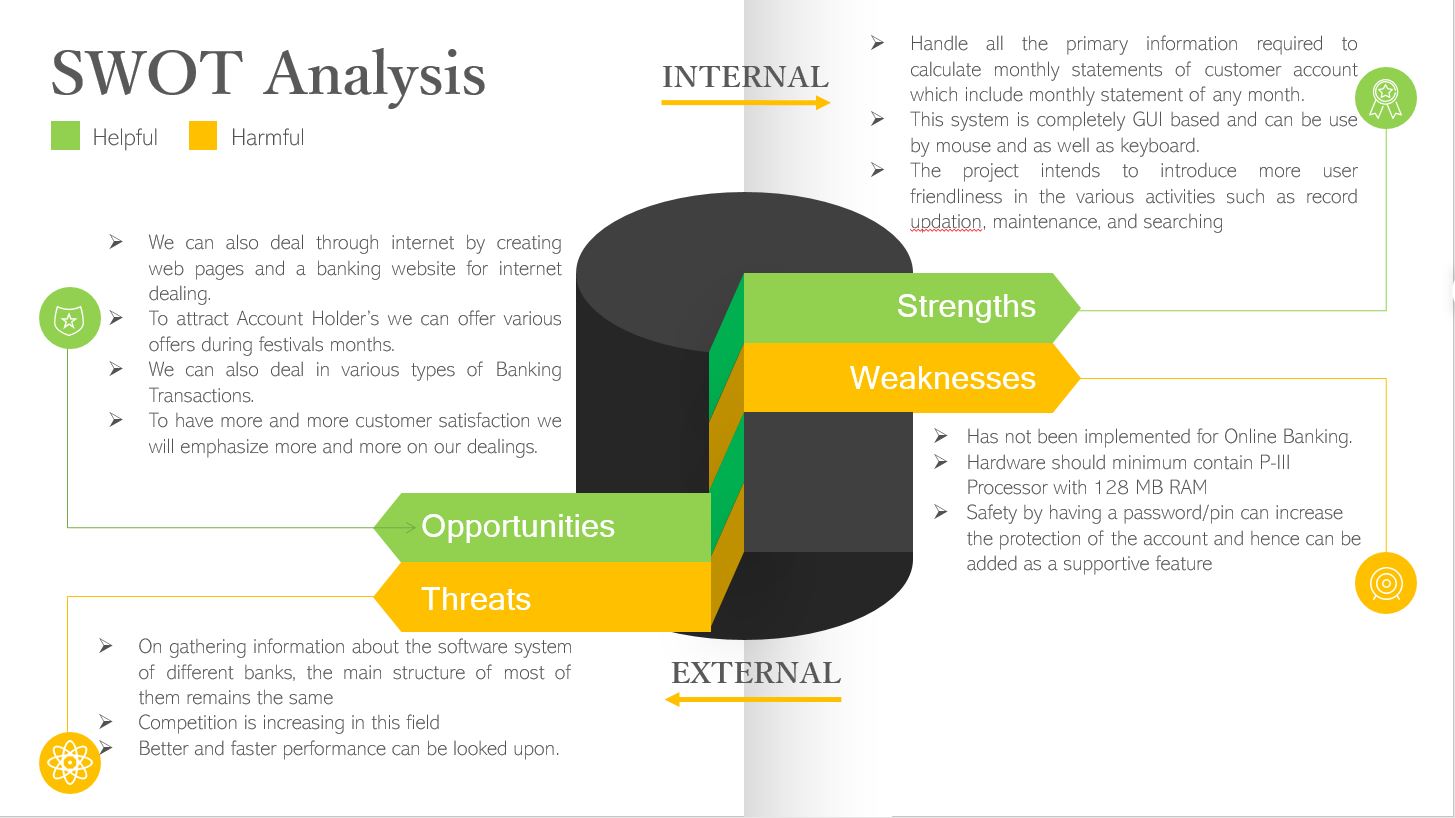 SWOT Analysis
Helpful
Harmful
INTERNAL
➢ Handle all the primary information required to
calculate monthly statements of customer account
which include monthly statement of any month.
➢ This system is completely GUI based and can be use
by mouse and as well as keyboard.
➢ The project intends to introduce more user
friendliness in the various activities such as record
updation, maintenance, and searching
Strengths
Weaknesses
➢ Has not been implemented for Online Banking.
➢ Hardware should minimum contain P-III
Processor with 128 MB RAM
➢ Safety by having a password/pin can increase
the protection of the account and hence can be
added as a supportive feature
➢ We can also deal through internet by creating
web pages and a banking website for internet
dealing.
➢ To attract Account Holder's we can offer various
offers during festivals months.
➢ We can also deal in various types of Banking
Transactions.
➢ To have more and more customer satisfaction we
will emphasize more and more on our dealings.
Opportunities
Threats
➢ On gathering information about the software system
of different banks, the main structure of most of
them remains the same
➢ Competition is increasing in this field
➢ Better and faster performance can be looked upon.
EXTERNAL